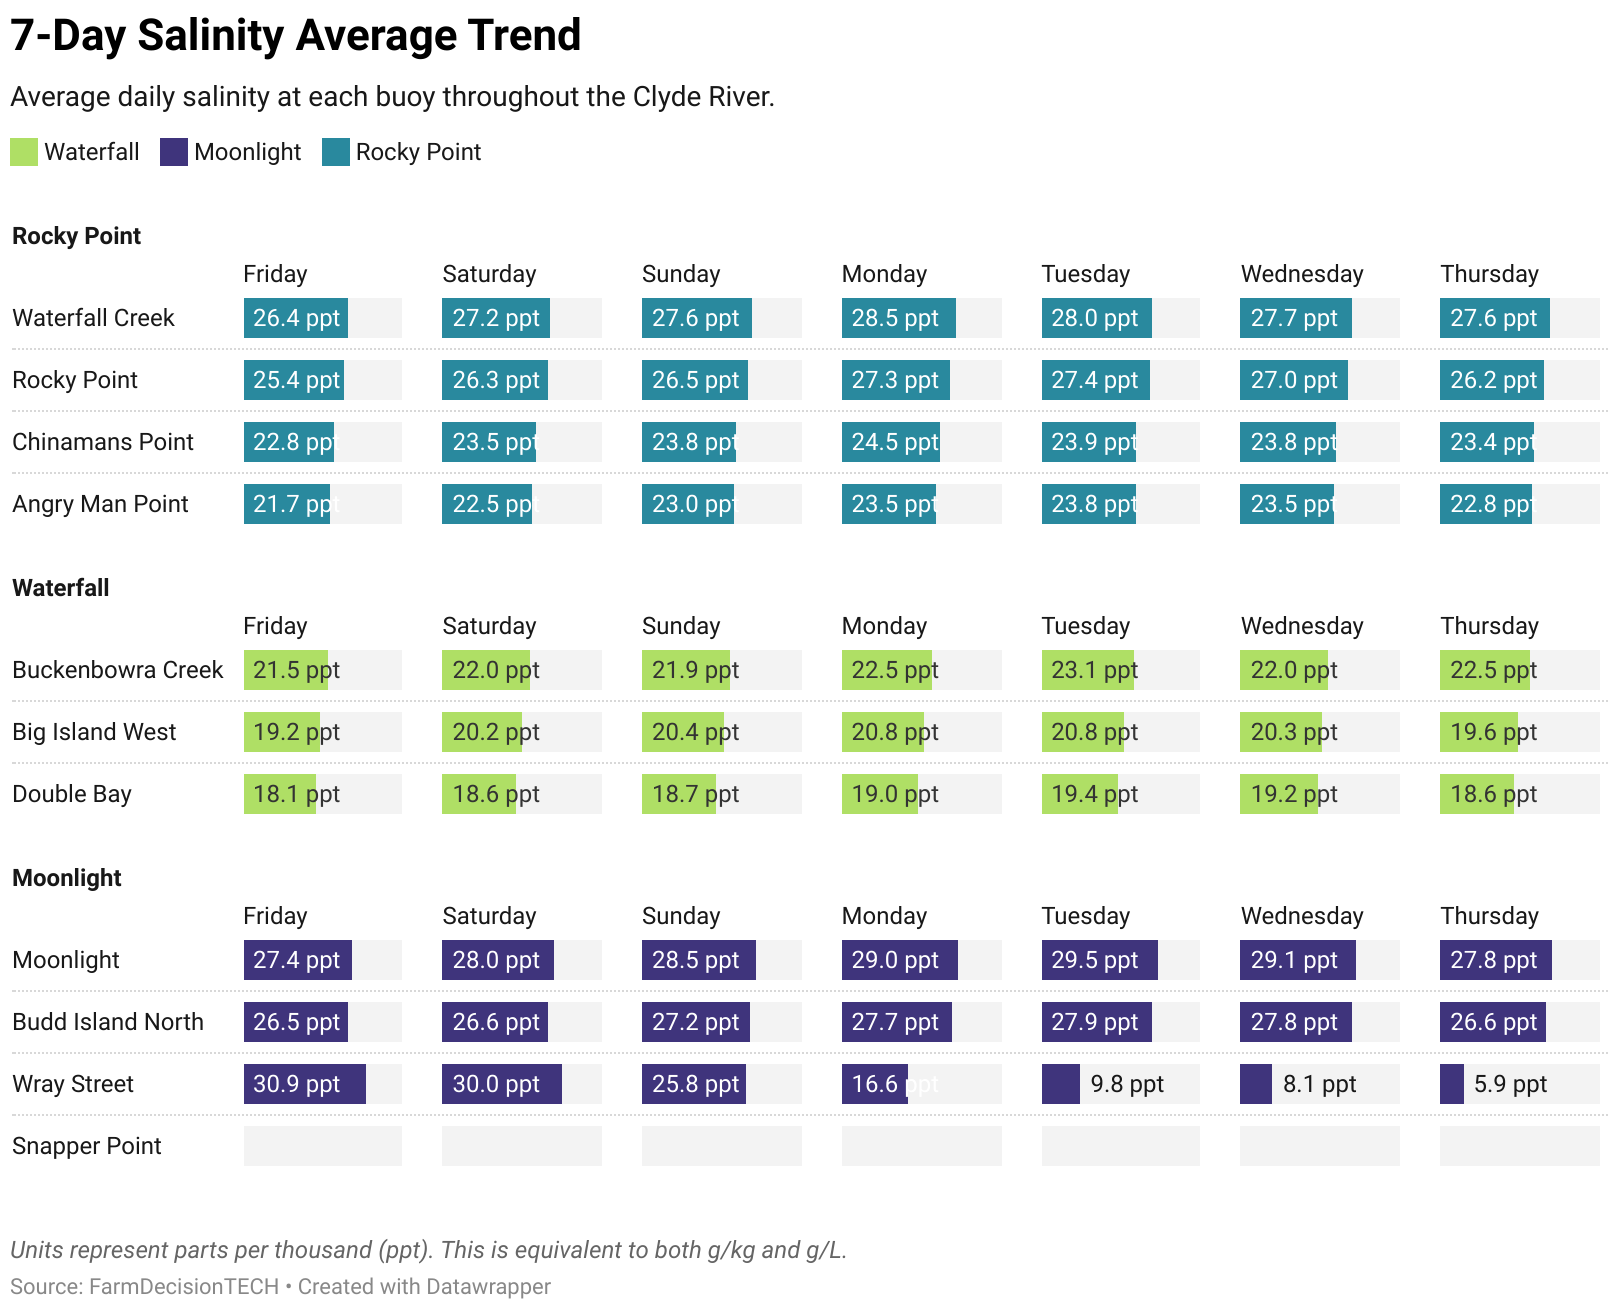 7-Day Salinity Average Trend
Average daily salinity at each buoy throughout the Clyde River.
Waterfall Moonlight Rocky Point
Rocky Point
Friday Saturday Sunday Monday Tuesday Wednesday Thursday
Waterfall Creek 26.4 ppt 27.2 ppt 27.6 ppt 28.5 ppt 28.0 ppt 27.7 ppt 27.6 ppt
Rocky Point 25.4 ppt 26.3 ppt 26.5 ppt 27.3 ppt 27.4 ppt 27.0 ppt 26.2 ppt
Chinamans Point 22.8 ppt 23.5 ppt 23.8 ppt 24.5 ppt 23.9 ppt 23.8 ppt 23.4 ppt
Angry Man Point 21.7 ppt 22.5 ppt 23.0 ppt 23.5 ppt 23.8 ppt 23.5 ppt 22.8 ppt
Waterfall
Friday Saturday Sunday Monday Tuesday Wednesday Thursday
Buckenbowra Creek 21.5 ppt 22.0 ppt 21.9 ppt 22.5 ppt 23.1 ppt 22.0 ppt 22.5 ppt
Big Island West 19.2 ppt 20.2 ppt 20.4 ppt 20.8 ppt 20.8 ppt 20.3 ppt 19.6 ppt
Double Bay 18.1 ppt 18.6 ppt 18.7 ppt 19.0 ppt 19.4 ppt 19.2 ppt 18.6 ppt
Moonlight
Friday Saturday Sunday Monday Tuesday Wednesday Thursday
Moonlight 27.4 ppt 28.0 ppt 28.5 ppt 29.0 ppt 29.5 ppt 29.1 ppt 27.8 ppt
Budd Island North 26.5 ppt 26.6 ppt 27.2 ppt 27.7 ppt 27.9 ppt 27.8 ppt 26.6 ppt
Wray Street 30.9 ppt 30.0 ppt 25.8 ppt 16.6 ppt 9.8 ppt 8.1 ppt 5.9 ppt
Snapper Point
Units represent parts per thousand (ppt). This is equivalent to both g/kg and g/L.
Source: FarmDecisionTECH • Created with Datawrapper